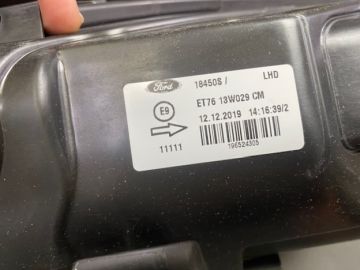 Ford 18450S / LHD
ET76 13W029 CM
E9
12.12.2019 14:16:39/2
11111
196524305